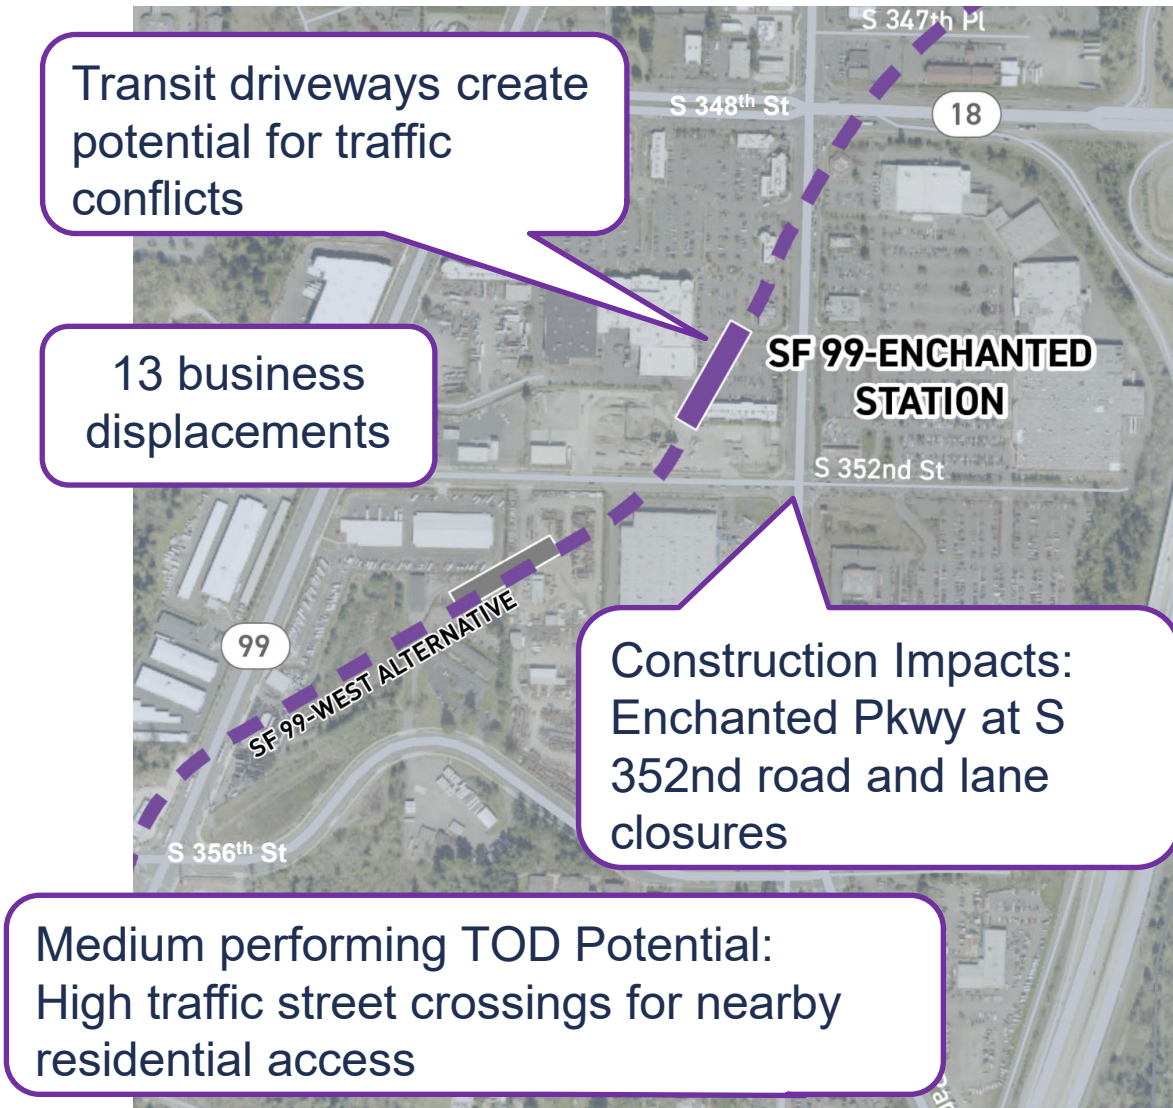 S 347th Pl
Transit driveways create
potential for traffic
conflicts
S 348th St
18
13 business
displacements
SF 99-ENCHANTED
STATION
S 352nd St
SF 99-WEST ALTERNATIVE
99
Construction Impacts:
Enchanted Pkwy at S
352nd road and lane
closures
S 356th St
Medium performing TOD Potential:
High traffic street crossings for nearby
residential access